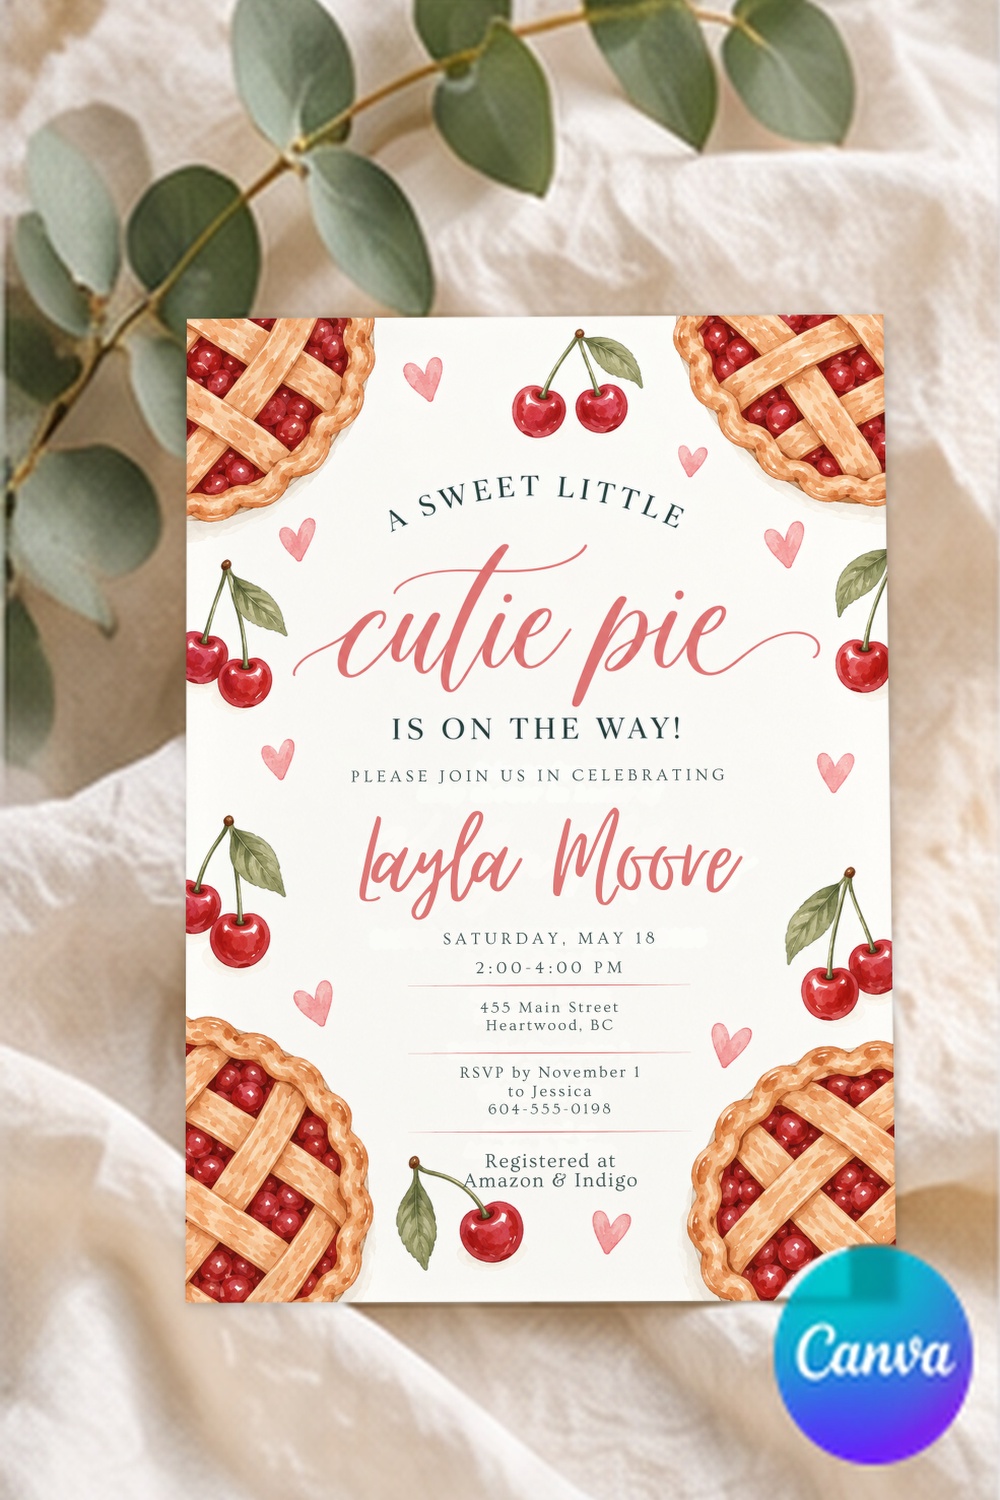 A SWEET LITTLE
cutie pie
IS ON THE WAY!
PLEASE JOIN US IN CELEBRATING
Layla Moore
SATURDAY, MAY 18
2:00-4:00 PM
455 Main Street
Heartwood, BC
RSVP by November 1
to Jessica
604-555-0198
Registered at
Amazon & Indigo
Canva